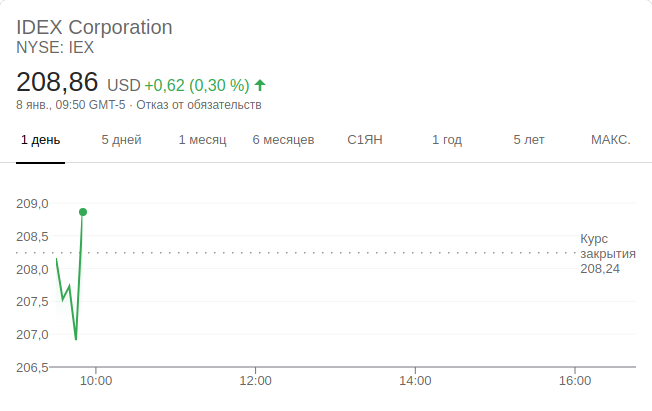 IDEX Corporation
NYSE: IEX
208,86 USD +0,62 (0,30 %)
8 янв., 09:50 GMT-5 · Отказ от обязательств
1 день 5 дней 1 месяц 6 месяцев С1ЯН 1 год 5 лет МАКС.
209,0
208,5
208,0
207,5
207,0
206,5
Курс
закрытия
208,24
10:00 12:00 14:00 16:00